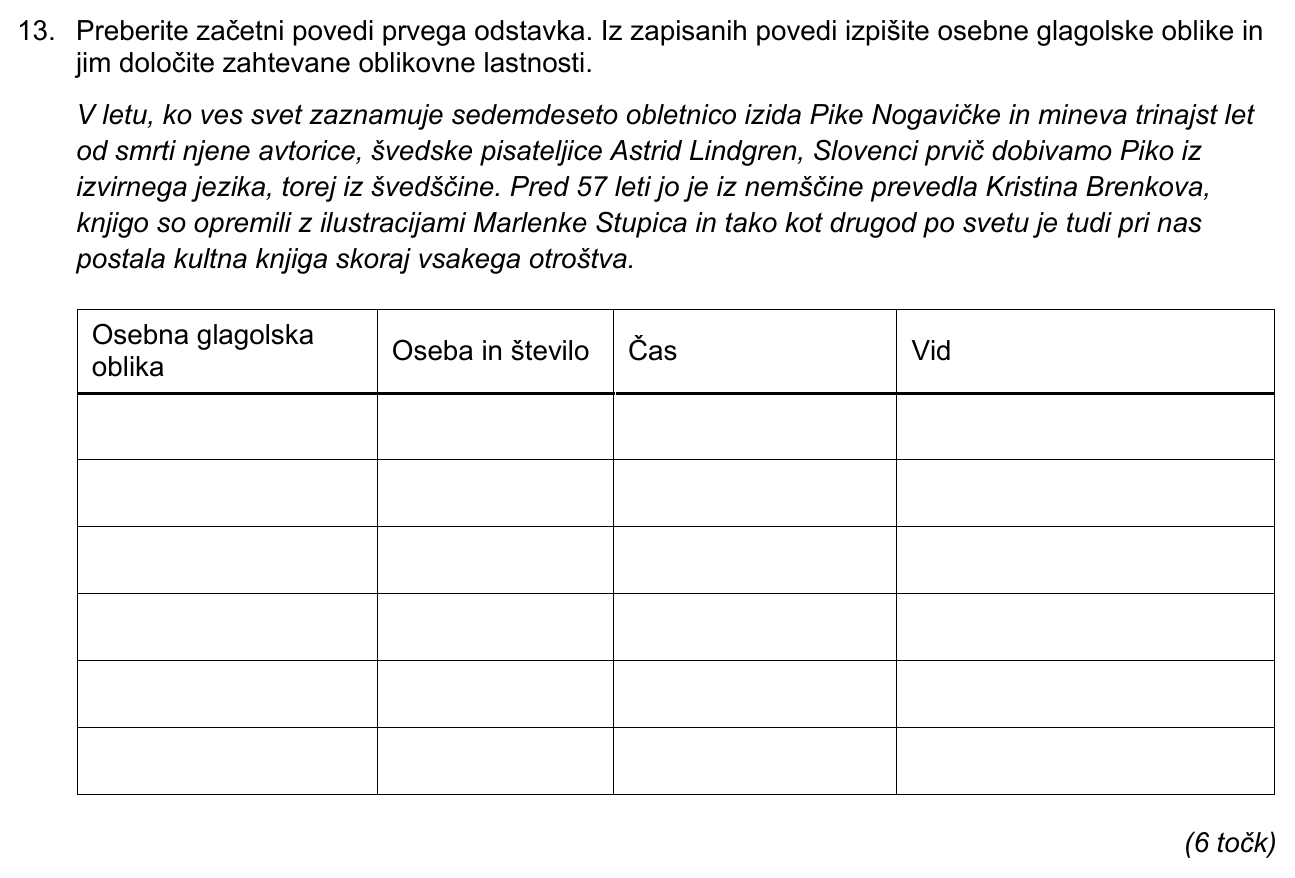 13. Preberite začetni povedi prvega odstavka. Iz zapisanih povedi izpišite osebne glagolske oblike in
jim določite zahtevane oblikovne lastnosti.
V letu, ko ves svet zaznamuje sedemdeseto obletnico izida Pike Nogavičke in mineva trinajst let
od smrti njene avtorice, švedske pisateljice Astrid Lindgren, Slovenci prvič dobivamo Piko iz
izvirnega jezika, torej iz švedščine. Pred 57 leti jo je iz nemščine prevedla Kristina Brenkova,
knjigo so opremili z ilustracijami Marlenke Stupica in tako kot drugod po svetu je tudi pri nas
postala kultna knjiga skoraj vsakega otroštva.
Osebna glagolska
oblika
Oseba in število
Čas
Vid
(6 točk)